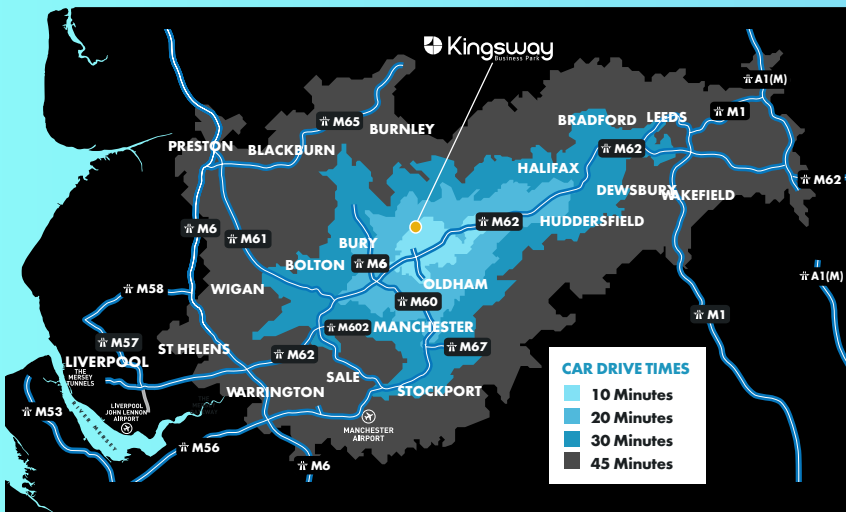 Kingsway
Business Park
A1(M)
M1
M65
BURNLEY
BRADFORD
LEEDS
PRESTON
BLACKBURN
M62
HALIFAX
M62
DEWSBURY
WAKEFIELD
M6
M61
M62
HUDDERSFIELD
BURY
BOLTON
M6
A1(M)
M58
WIGAN
OLDHAM
M60
M1
M57
M602
MANCHESTER
ST HELENS
M62
M67
LIVERPOOL
THE
MERSEY
TUNNELS
SALE
WARRINGTON
STOCKPORT
M53
LIVERPOOL
JOHN LENNON
AIRPORT
RIVER MERSEY
MANCHESTER
AIRPORT
M56
M6
CAR DRIVE TIMES
10 Minutes
20 Minutes
30 Minutes
45 Minutes